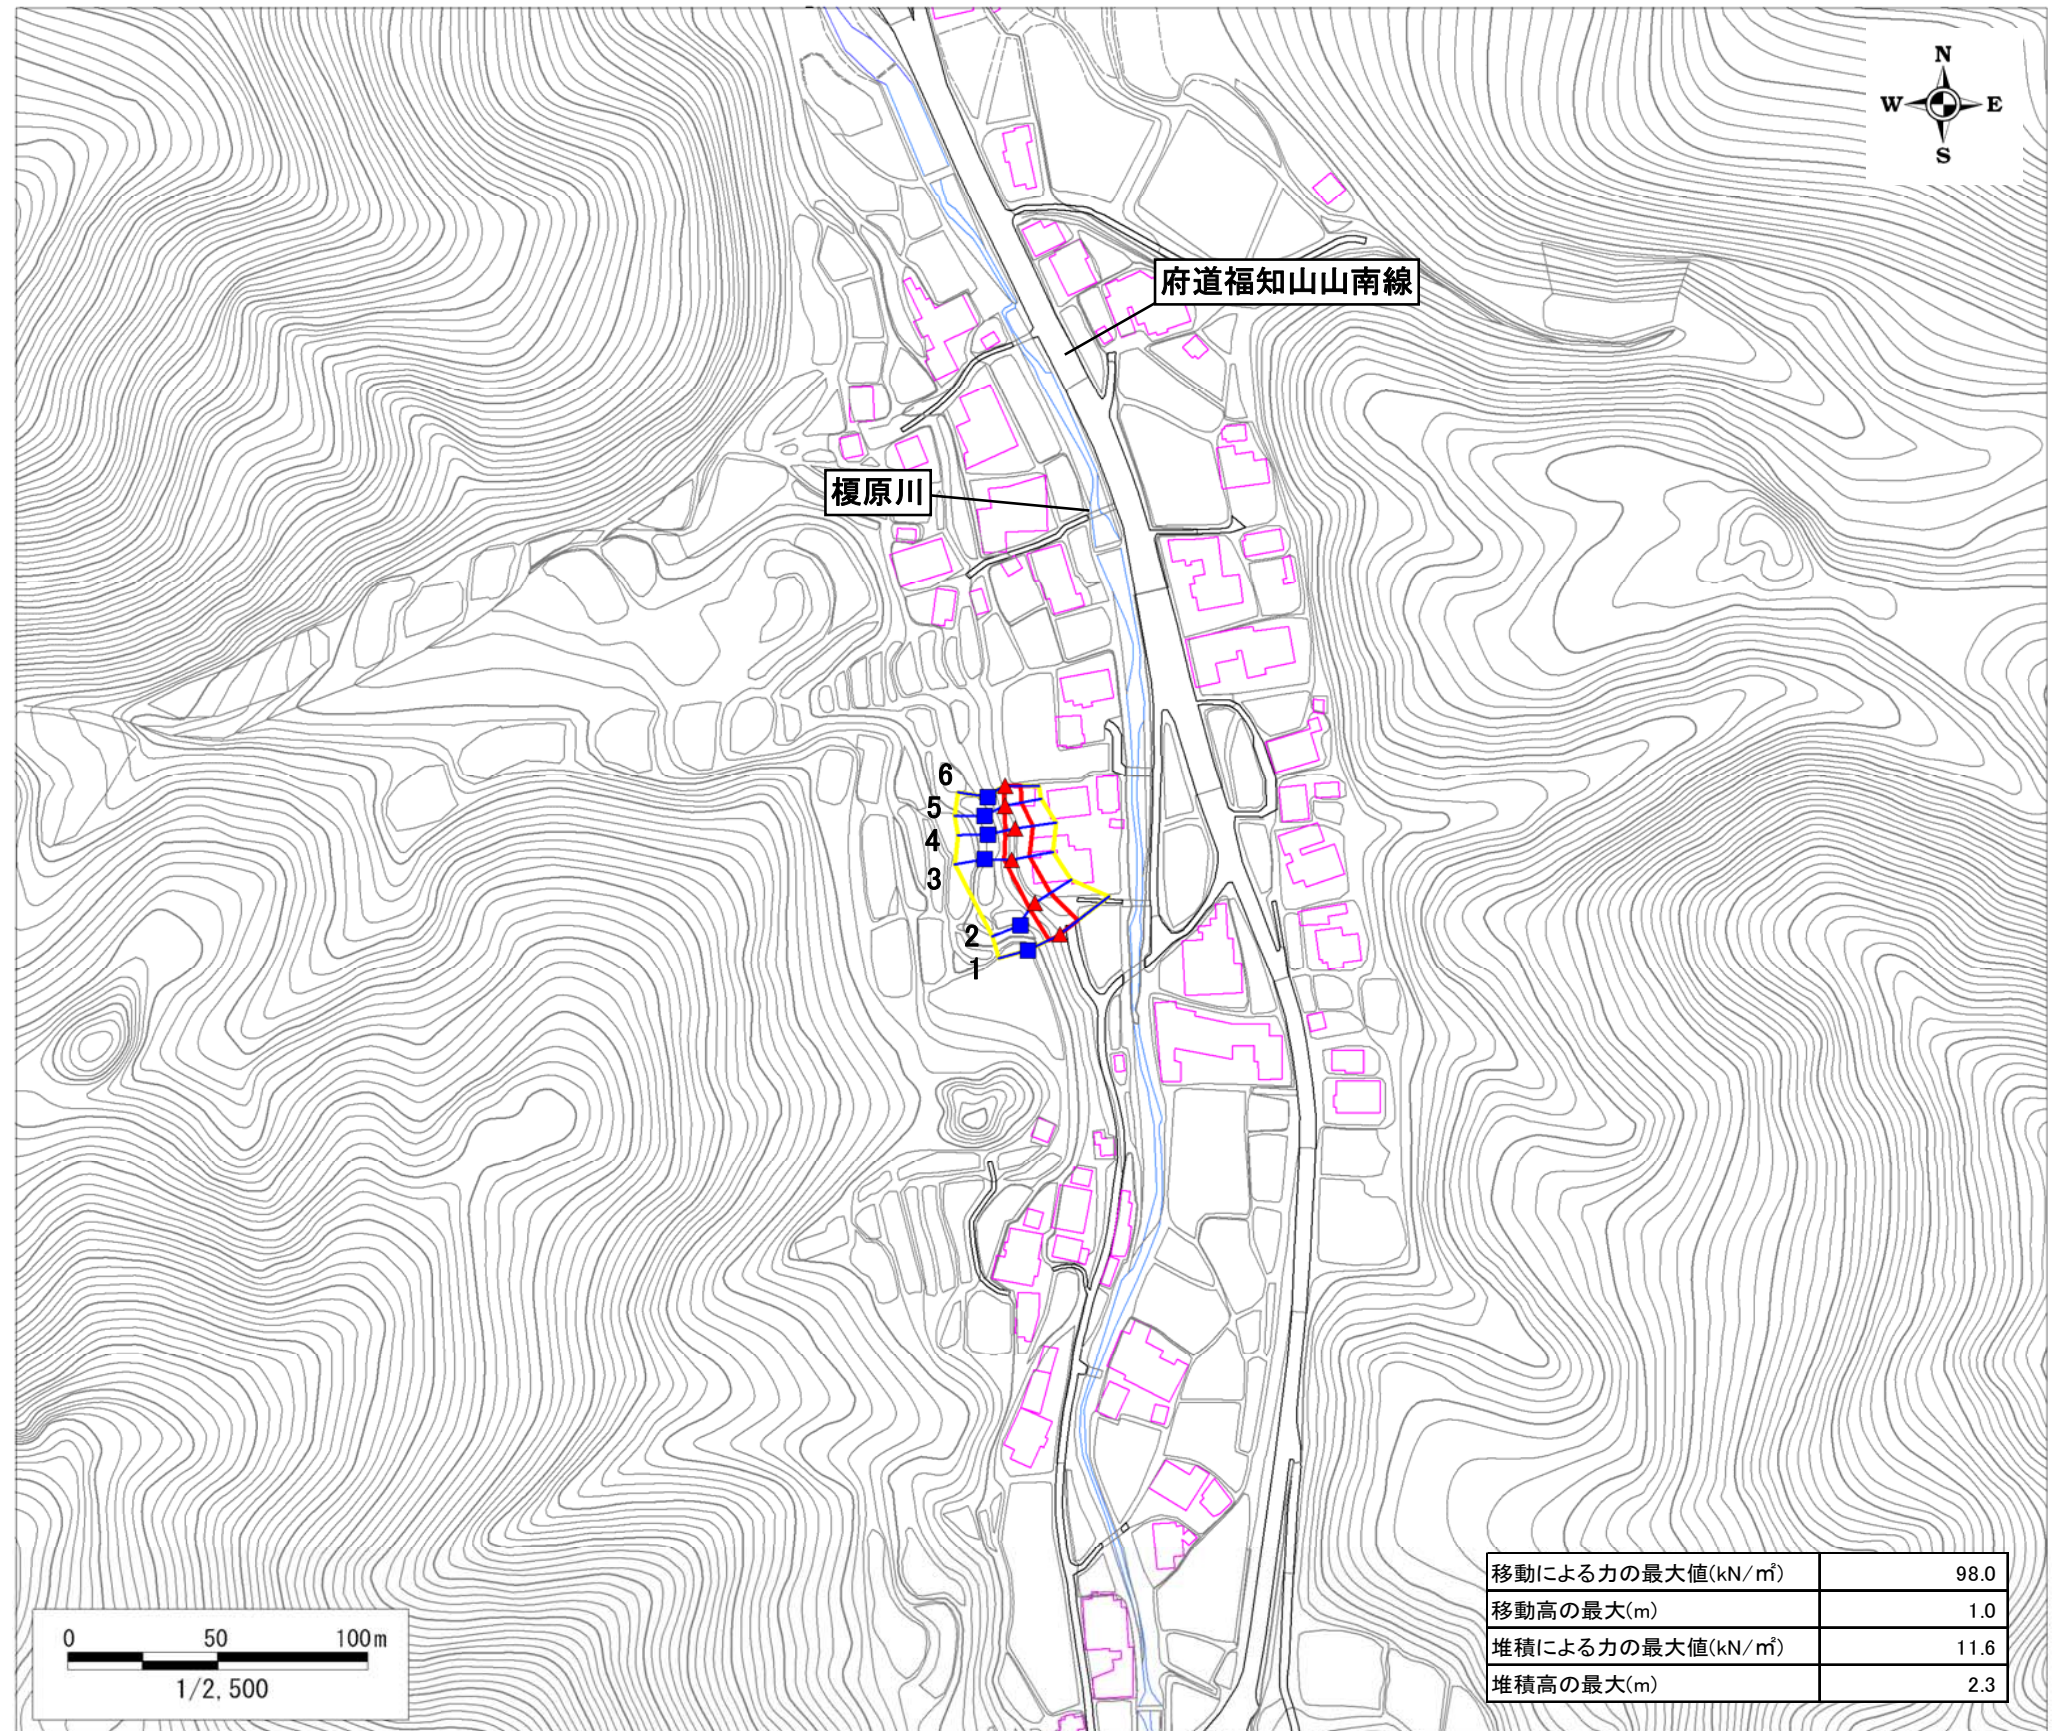 N
W E
S
府道福知山山南線
榎原川
6
5
4
3
2
1
移動による力の最大値(kN/㎡) 98.0
移動高の最大(m) 1.0
堆積による力の最大値(kN/㎡) 11.6
堆積高の最大(m) 2.3
0 50 100m
1/2,500